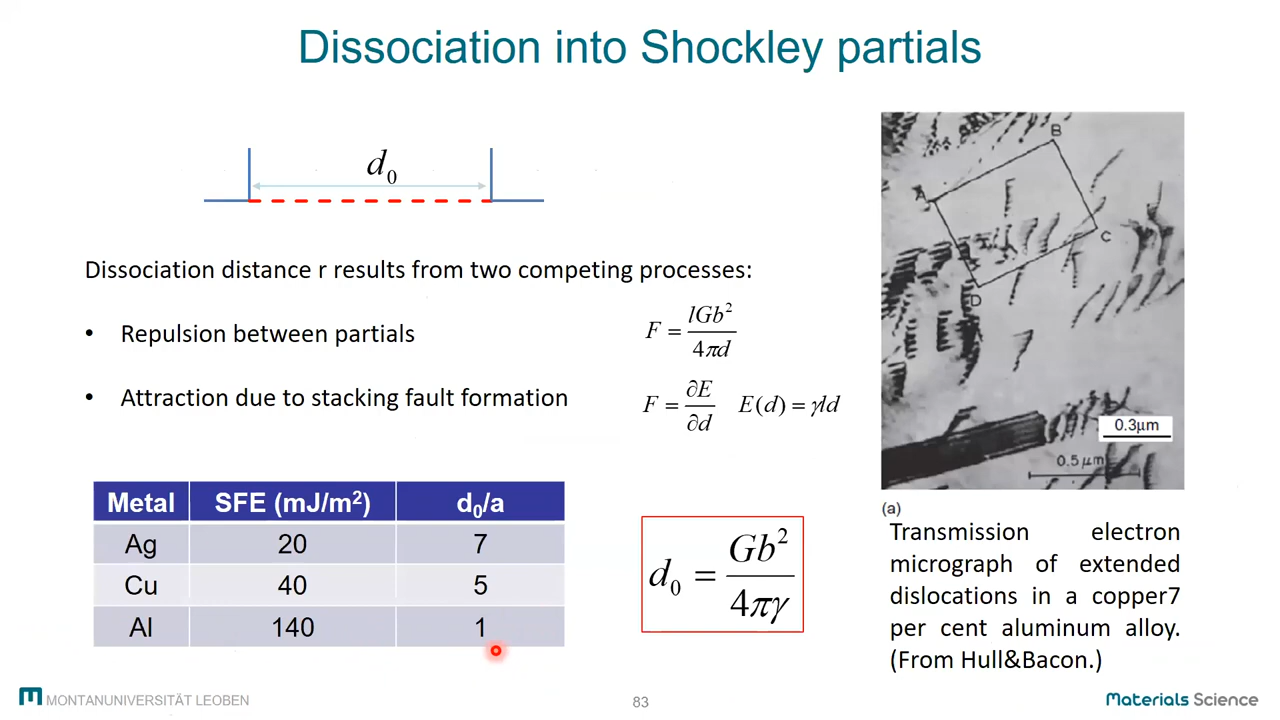 Dissociation into Shockley partials
d₀
Dissociation distance r results from two competing processes:
• Repulsion between partials
F = lGb² / 4πd
• Attraction due to stacking fault formation
F = ∂E / ∂d E(d) = γld
Metal SFE (mJ/m²) d₀/a
Ag 20 7
Cu 40 5
Al 140 1
d₀ = Gb² / 4πγ
A
B
C
D
0.3µm
0.5 µm
(a)
Transmission electron
micrograph of extended
dislocations in a copper7
per cent aluminum alloy.
(From Hull&Bacon.)
MONTANUNIVERSITÄT LEOBEN
83
Materials Science